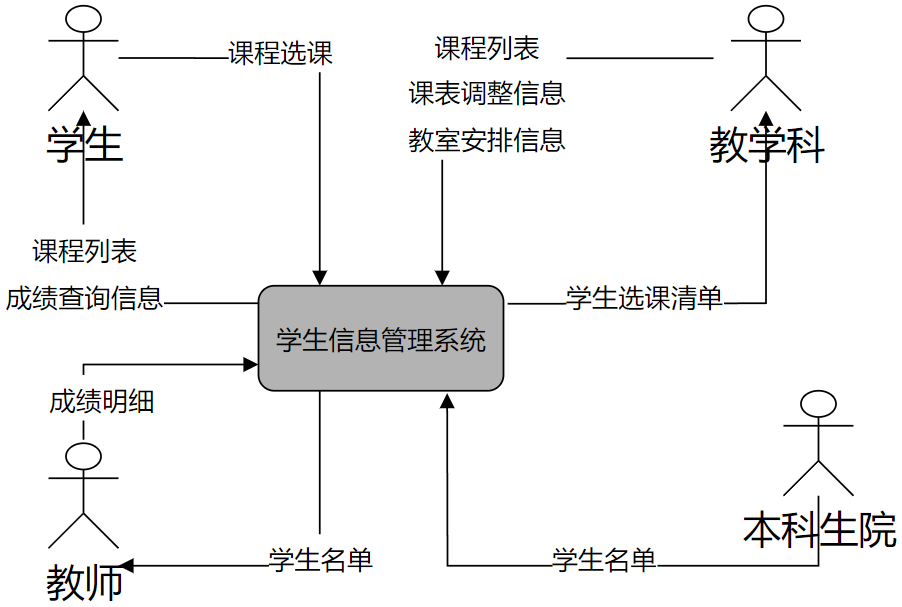 课程选课
课程列表
课表调整信息
教室安排信息
学生
教学科
课程列表
成绩查询信息
学生选课清单
学生信息管理系统
成绩明细
本科生院
学生名单
学生名单
教师